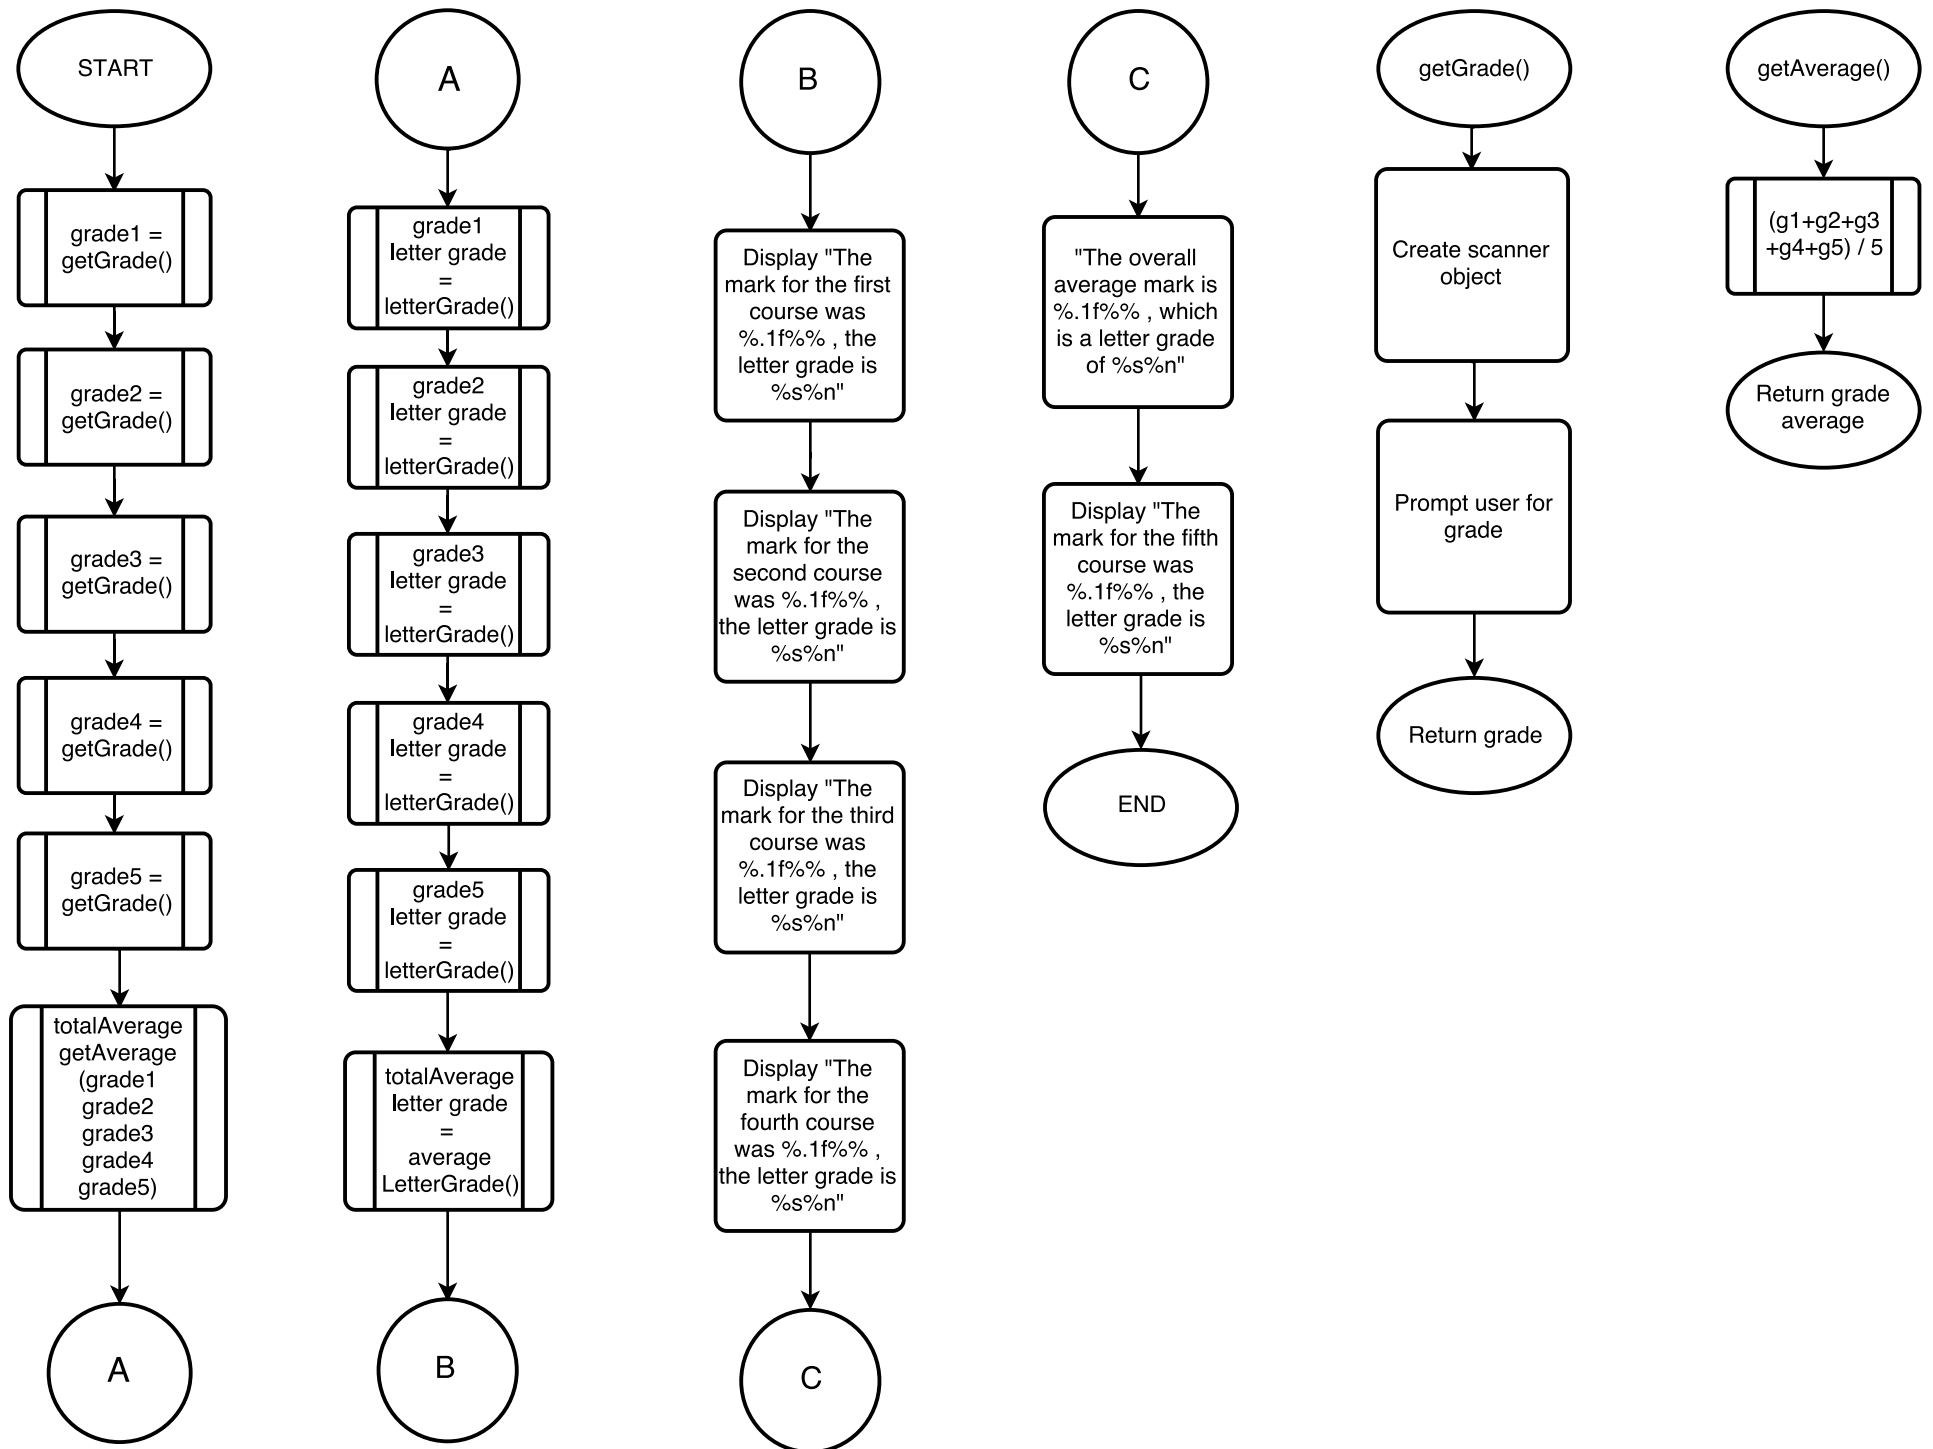 START
grade1 =
getGrade()
grade2 =
getGrade()
grade3 =
getGrade()
grade4 =
getGrade()
grade5 =
getGrade()
totalAverage
getAverage
(grade1
grade2
grade3
grade4
grade5)
A
A
grade1
letter grade
=
letterGrade()
grade2
letter grade
=
letterGrade()
grade3
letter grade
=
letterGrade()
grade4
letter grade
=
letterGrade()
grade5
letter grade
=
letterGrade()
totalAverage
letter grade
=
average
LetterGrade()
B
B
Display "The
mark for the first
course was
%.1f%% , the
letter grade is
%s%n"
Display "The
mark for the
second course
was %.1f%% ,
the letter grade is
%s%n"
Display "The
mark for the third
course was
%.1f%% , the
letter grade is
%s%n"
Display "The
mark for the
fourth course
was %.1f%% ,
the letter grade is
%s%n"
C
C
"The overall
average mark is
%.1f%% , which
is a letter grade
of %s%n"
Display "The
mark for the fifth
course was
%.1f%% , the
letter grade is
%s%n"
END
getGrade()
Create scanner
object
Prompt user for
grade
Return grade
getAverage()
(g1+g2+g3
+g4+g5) / 5
Return grade
average